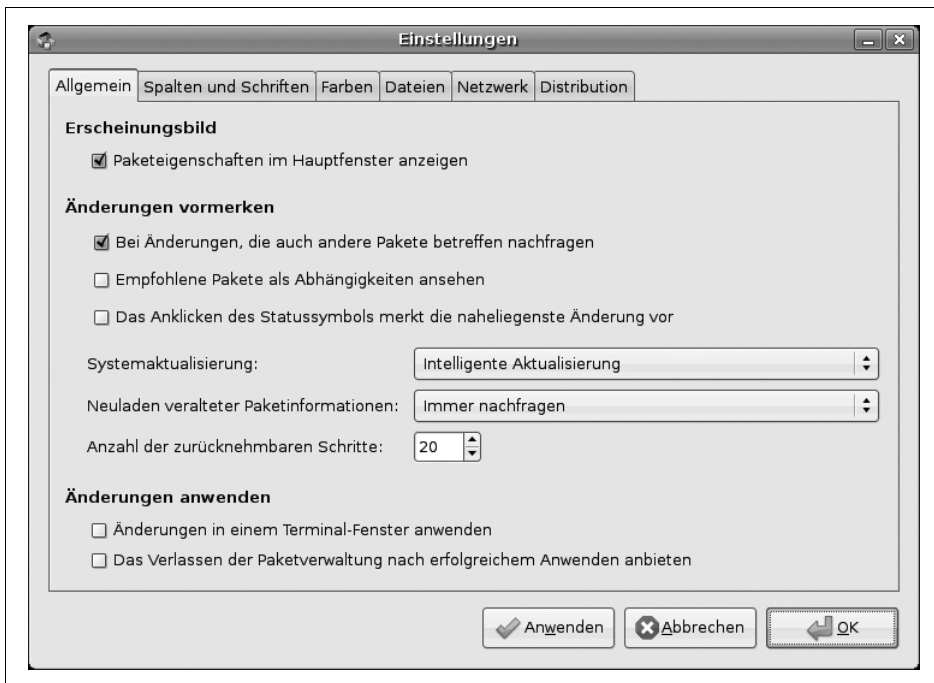 Einstellungen
Allgemein Spalten und Schriften Farben Dateien Netzwerk Distribution
Erscheinungsbild
Paketeigenschaften im Hauptfenster anzeigen
Änderungen vormerken
Bei Änderungen, die auch andere Pakete betreffen nachfragen
Empfohlene Pakete als Abhängigkeiten ansehen
Das Anklicken des Statussymbols merkt die naheliegenste Änderung vor
Systemaktualisierung: Intelligente Aktualisierung
Neuladen veralteter Paketinformationen: Immer nachfragen
Anzahl der zurücknehmbaren Schritte: 20
Änderungen anwenden
Änderungen in einem Terminal-Fenster anwenden
Das Verlassen der Paketverwaltung nach erfolgreichem Anwenden anbieten
Anwenden Abbrechen OK